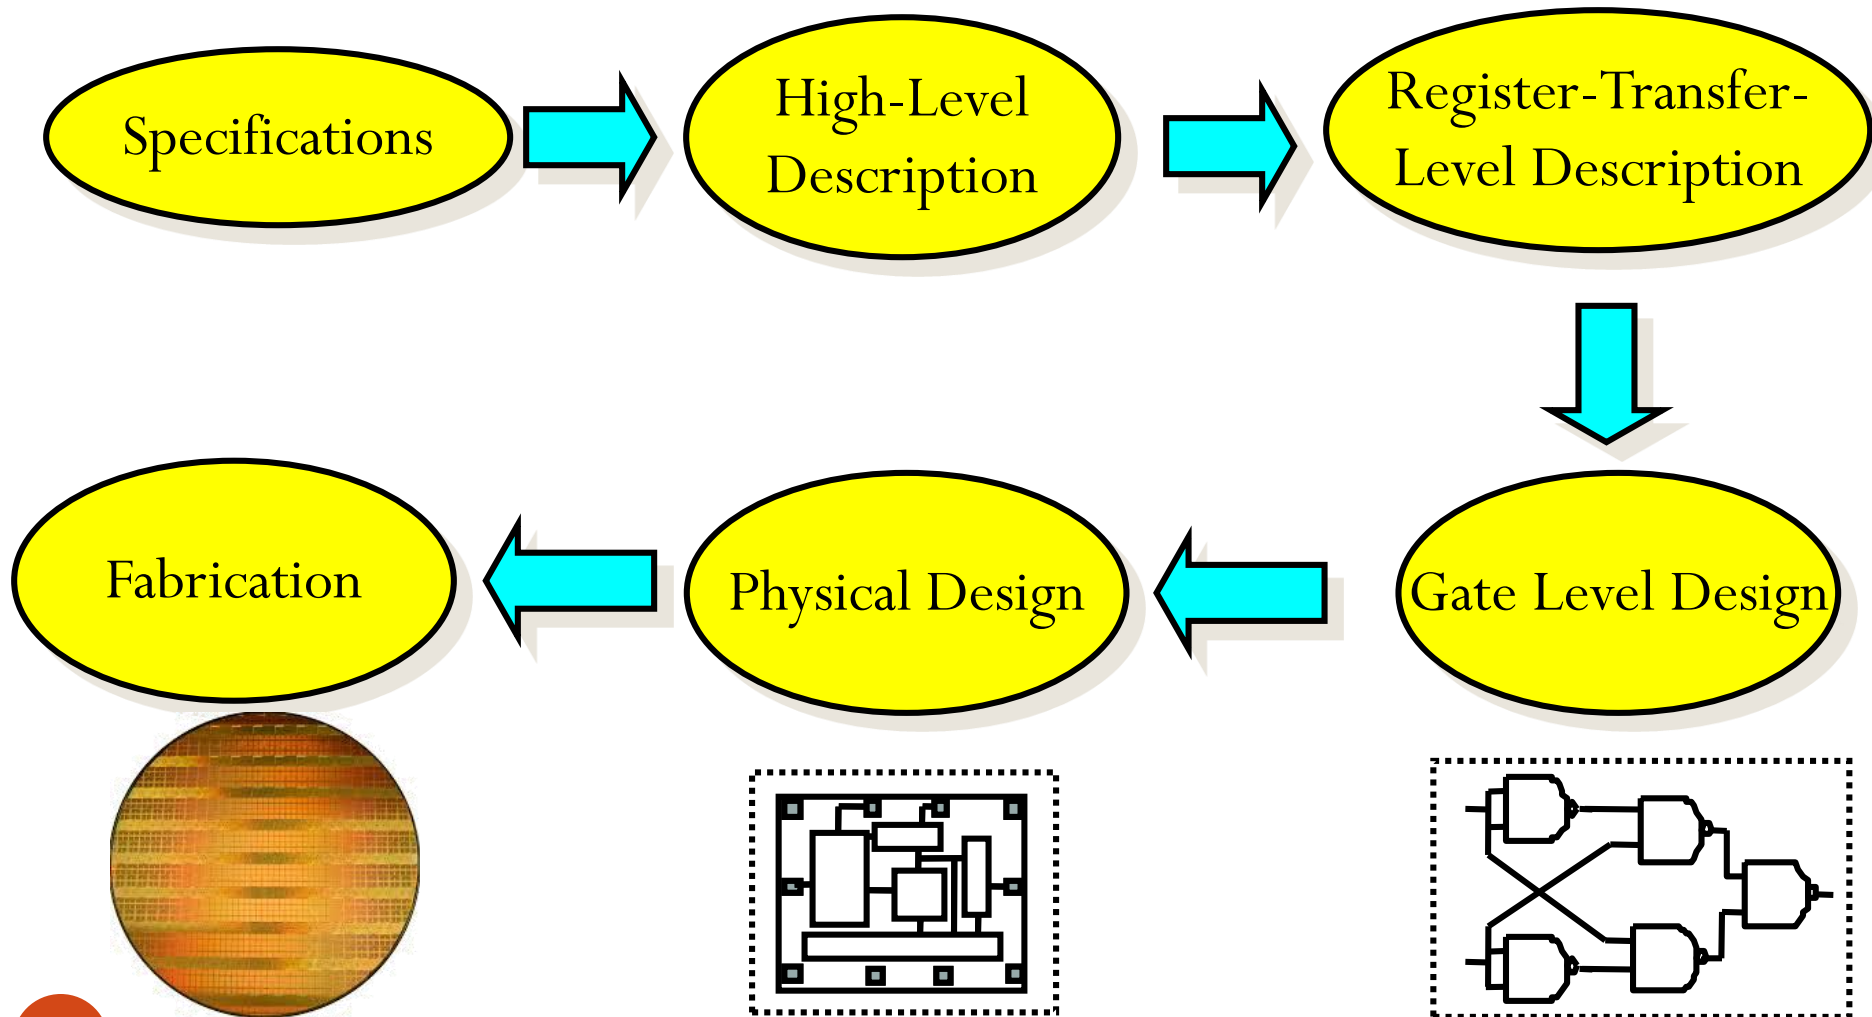 Specifications
High-Level
Description
Register-Transfer-
Level Description
Fabrication
Physical Design
Gate Level Design